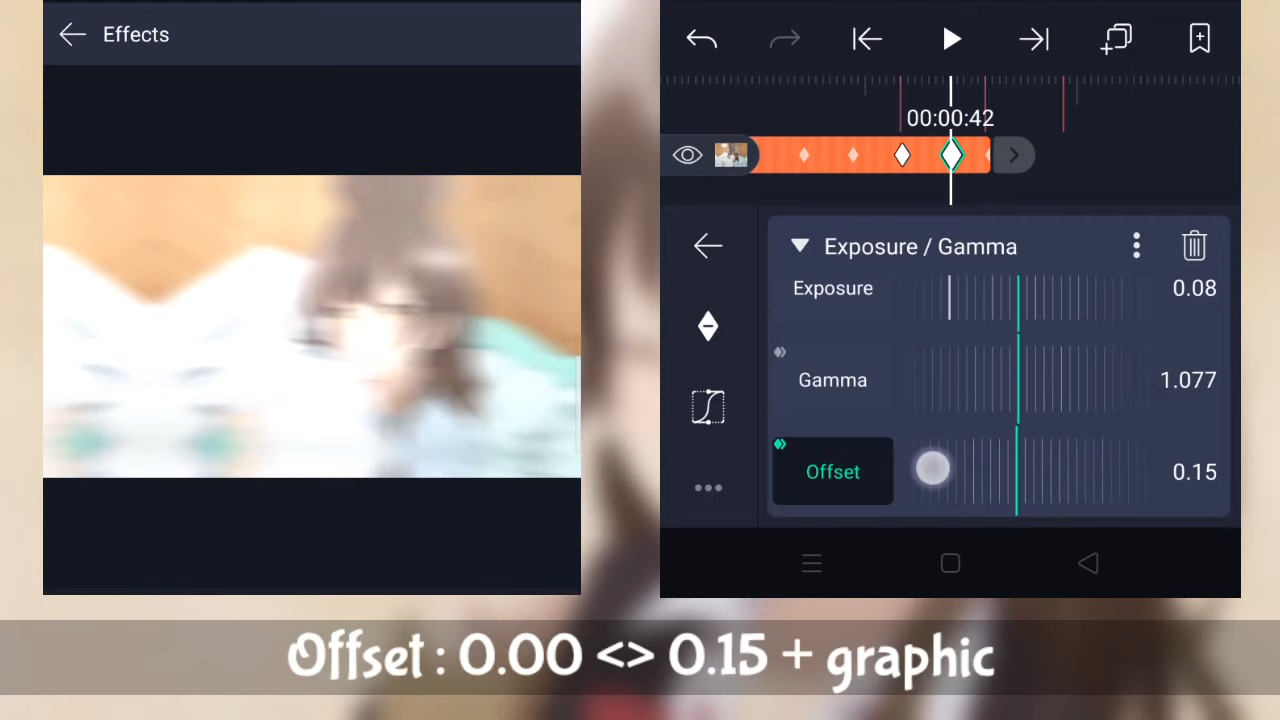 Effects
00:00:42
Exposure / Gamma
Exposure 0.08
Gamma 1.077
Offset 0.15
Offset : 0.00 <> 0.15 + graphic